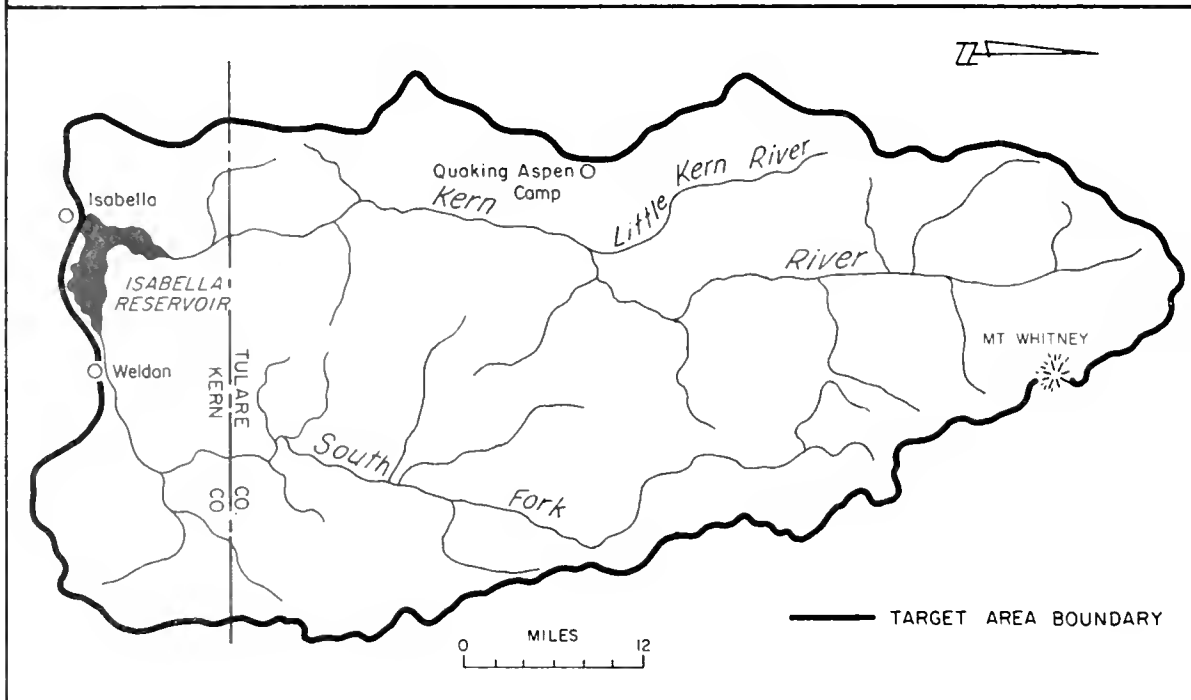 N
Quaking Aspen
Camp
Kern
Little Kern River
Isabella
ISABELLA
RESERVOIR
River
MT WHITNEY
Weldon
TULARE CO.
KERN CO
South
Fork
TARGET AREA BOUNDARY
MILES
0 12